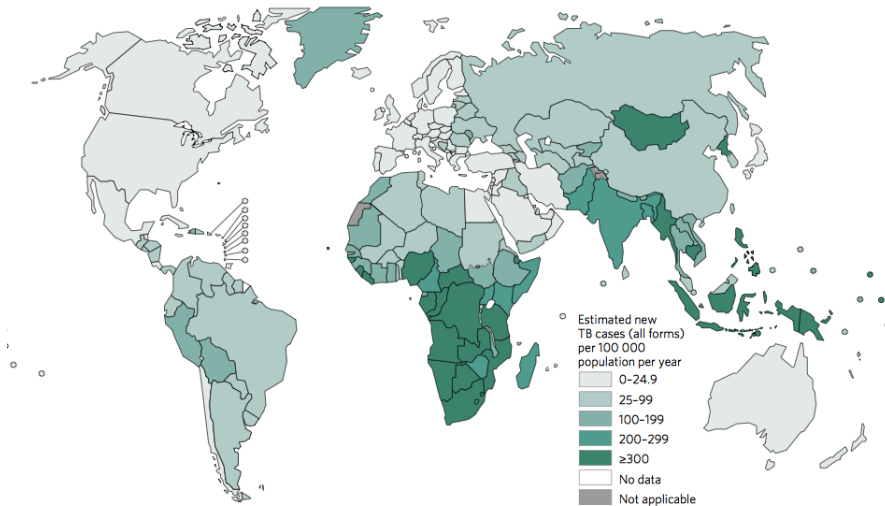 Estimated new
TB cases (all forms)
per 100 000
population per year
0–24.9
25–99
100–199
200–299
≥300
No data
Not applicable